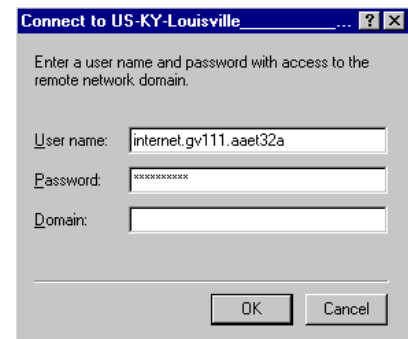 Connect to US-KY-Louisville__________... ? X
Enter a user name and password with access to the
remote network domain.
User name: internet.gv111.aaet32a
Password: **********
Domain:
OK Cancel